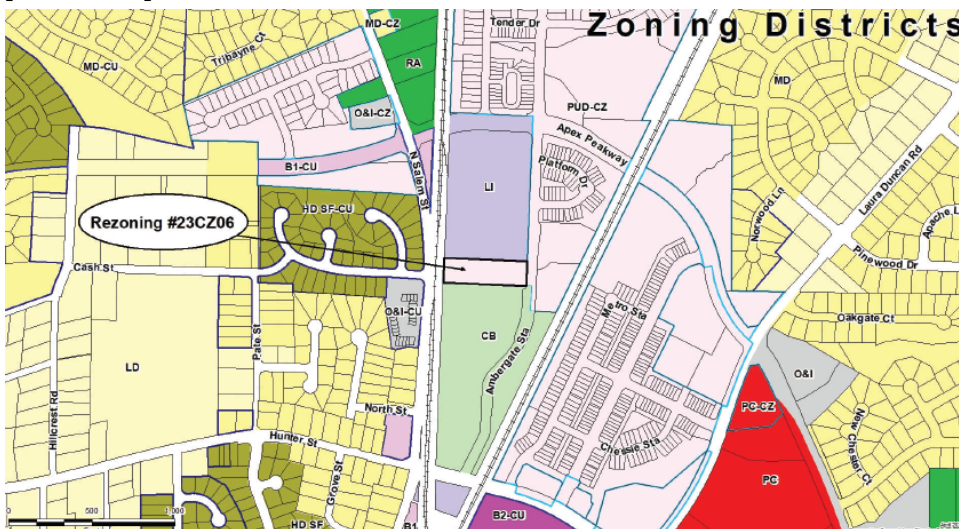 Zoning Districts
MD-CZ
Tender Dr
Tribayne Ct
MD-CU
RA
MD
O&I-CZ
PUD-CZ
Apex Peakway
B1-CU
N Salem St
Platform Dr
LI
Laura Duncan Rd
Norwood Ln
Apache L
HD SF-CU
Rezoning #23CZ06
Pinewood Dr
Cash St
O&I-CU
Metro Sta
Oakgate Ct
Pate St
CB
Ambergate Sta
LD
O&I
Hillcrest Rd
North St
PC-CZ
New Chester Ct
Hunter St
Chessie Sta
Grove St
PC
B2-CU
HD SF
B1
0 500 1,000